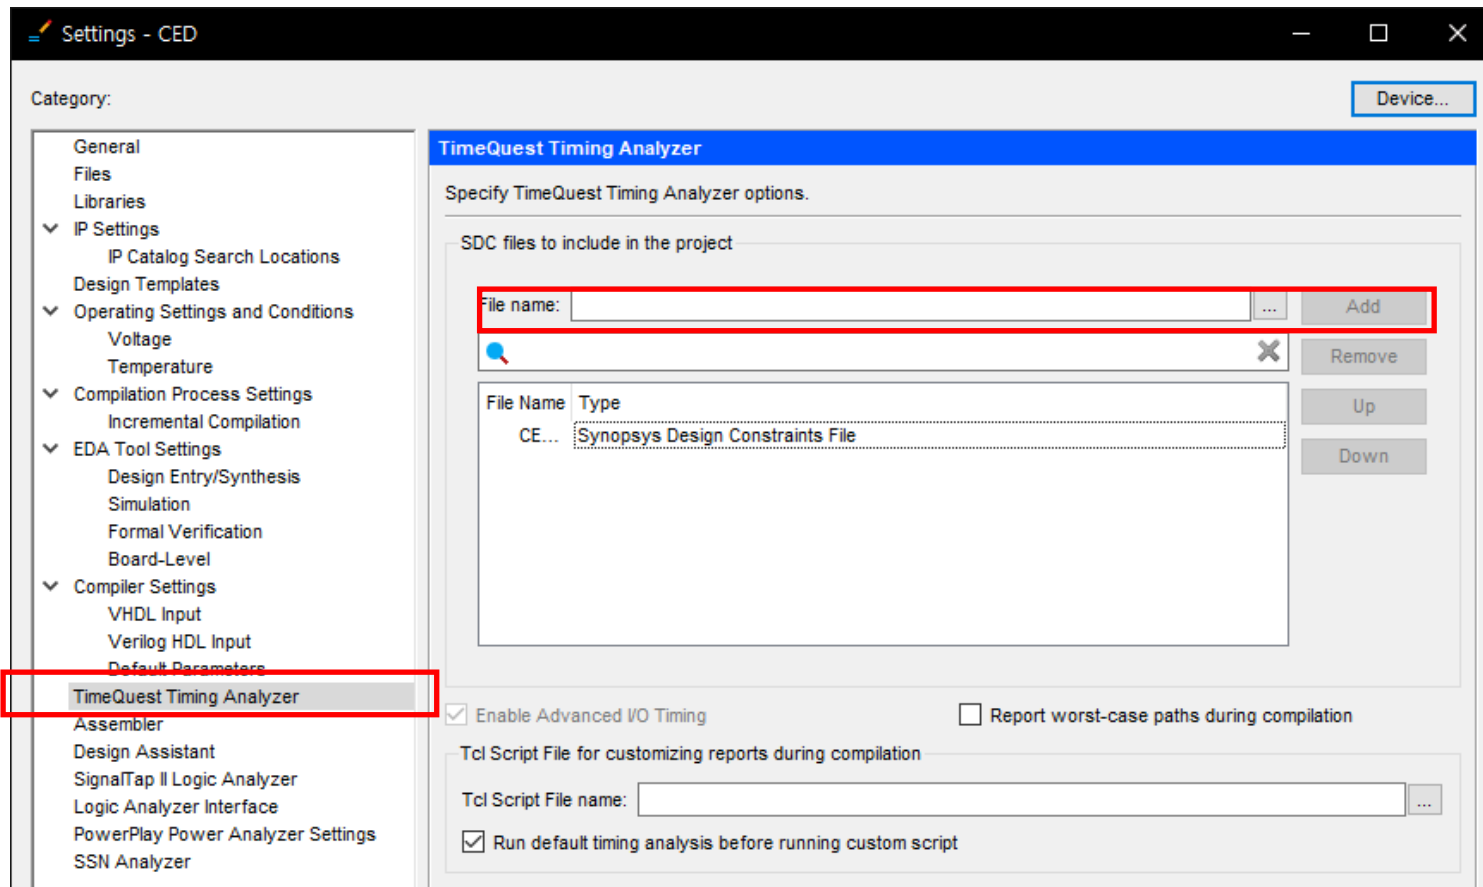 Settings - CED
Category:
Device...
General
Files
Libraries
IP Settings
IP Catalog Search Locations
Design Templates
Operating Settings and Conditions
Voltage
Temperature
Compilation Process Settings
Incremental Compilation
EDA Tool Settings
Design Entry/Synthesis
Simulation
Formal Verification
Board-Level
Compiler Settings
VHDL Input
Verilog HDL Input
Default Parameters
TimeQuest Timing Analyzer
Assembler
Design Assistant
SignalTap II Logic Analyzer
Logic Analyzer Interface
PowerPlay Power Analyzer Settings
SSN Analyzer
TimeQuest Timing Analyzer
Specify TimeQuest Timing Analyzer options.
SDC files to include in the project
File name: ... Add
Remove
File Name Type Up
CE... Synopsys Design Constraints File
Down
Enable Advanced I/O Timing Report worst-case paths during compilation
Tcl Script File for customizing reports during compilation
Tcl Script File name: ...
Run default timing analysis before running custom script